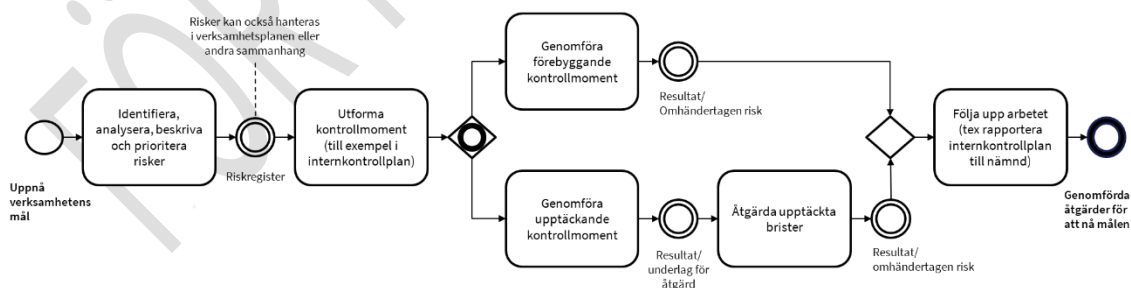 Risker kan också hanteras
i verksamhetsplanen eller
andra sammanhang
Uppnå
verksamhetens
mål
Identifiera,
analysera, beskriva
och prioritera
risker
Riskregister
Utforma
kontrollmoment
(till exempel i
internkontrollplan)
Genomföra
förebyggande
kontrollmoment
Resultat/
Omhändertagen risk
Genomföra
upptäckande
kontrollmoment
Resultat/
underlag för
åtgärd
Åtgärda upptäckta
brister
Resultat/
omhändertagen risk
Följa upp arbetet
(tex rapportera
internkontrollplan
till nämnd)
Genomförda
åtgärder för
att nå målen